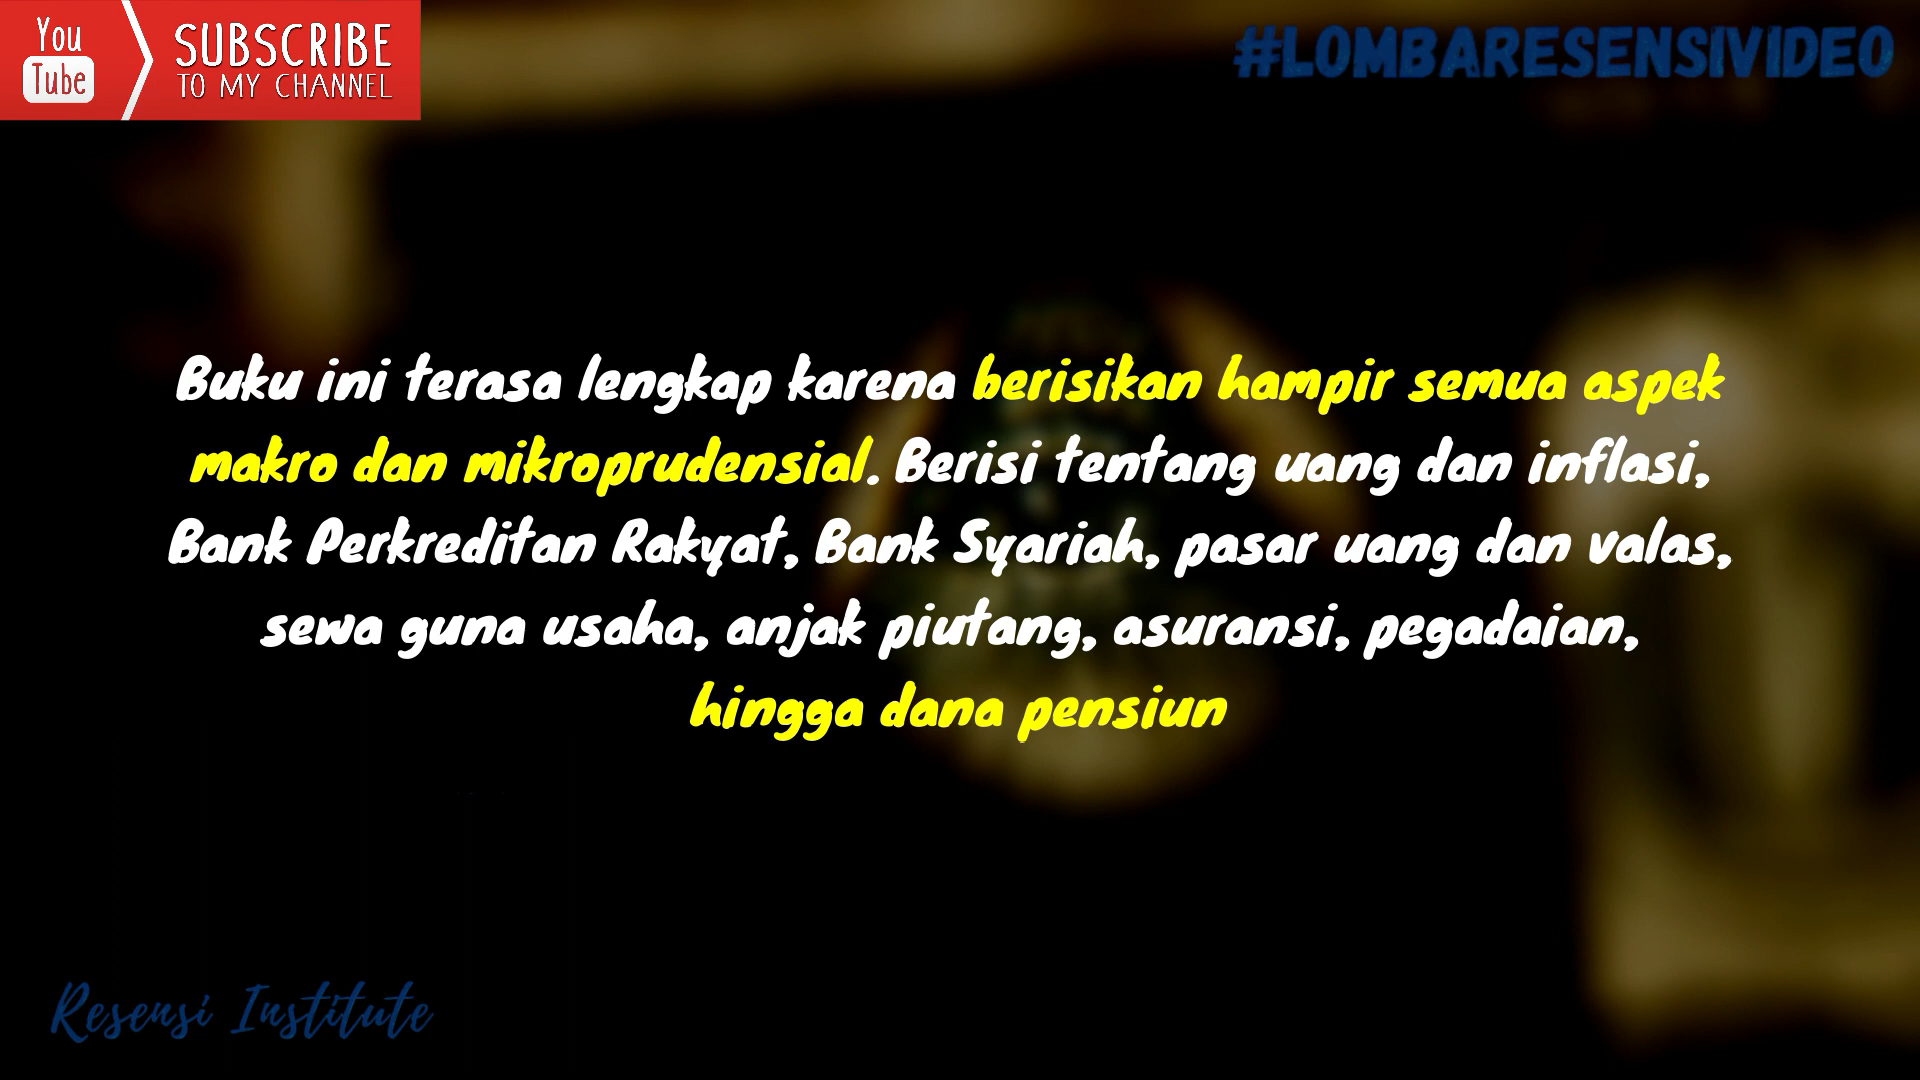 You
Tube
SUBSCRIBE
TO MY CHANNEL
#LOMBARESENSIVIDEO
Buku ini terasa lengkap karena berisikan hampir semua aspek
makro dan mikroprudensial. Berisi tentang uang dan inflasi,
Bank Perkreditan Rakyat, Bank Syariah, pasar uang dan valas,
sewa guna usaha, anjak piutang, asuransi, pegadaian,
hingga dana pensiun
Resensi Institute